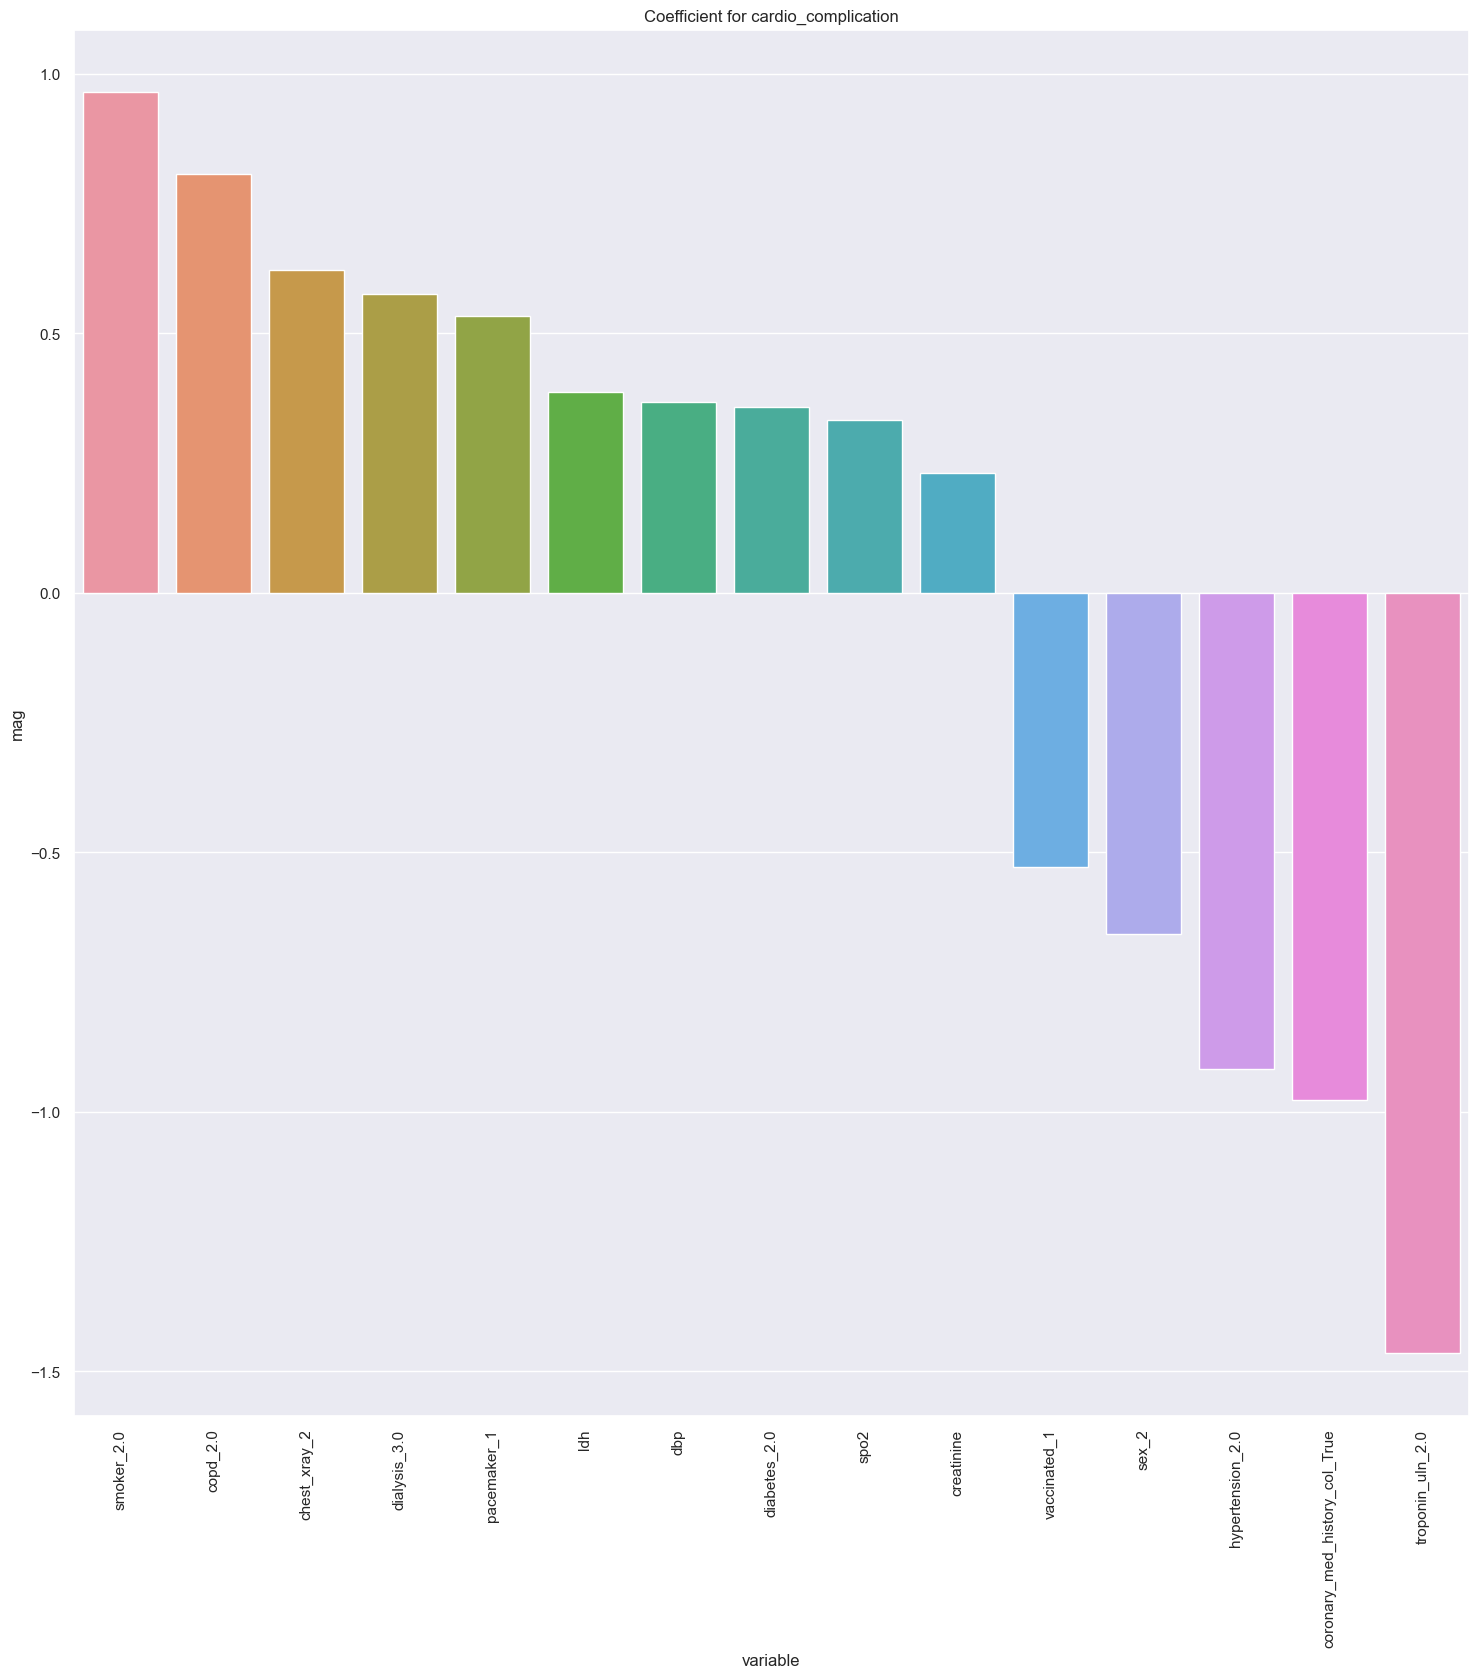 Coefficient for cardio_complication
1.0
0.5
0.0
−0.5
−1.0
−1.5
mag
smoker_2.0
copd_2.0
chest_xray_2
dialysis_3.0
pacemaker_1
ldh
dbp
diabetes_2.0
spo2
creatinine
vaccinated_1
sex_2
hypertension_2.0
coronary_med_history_col_True
troponin_uln_2.0
variable